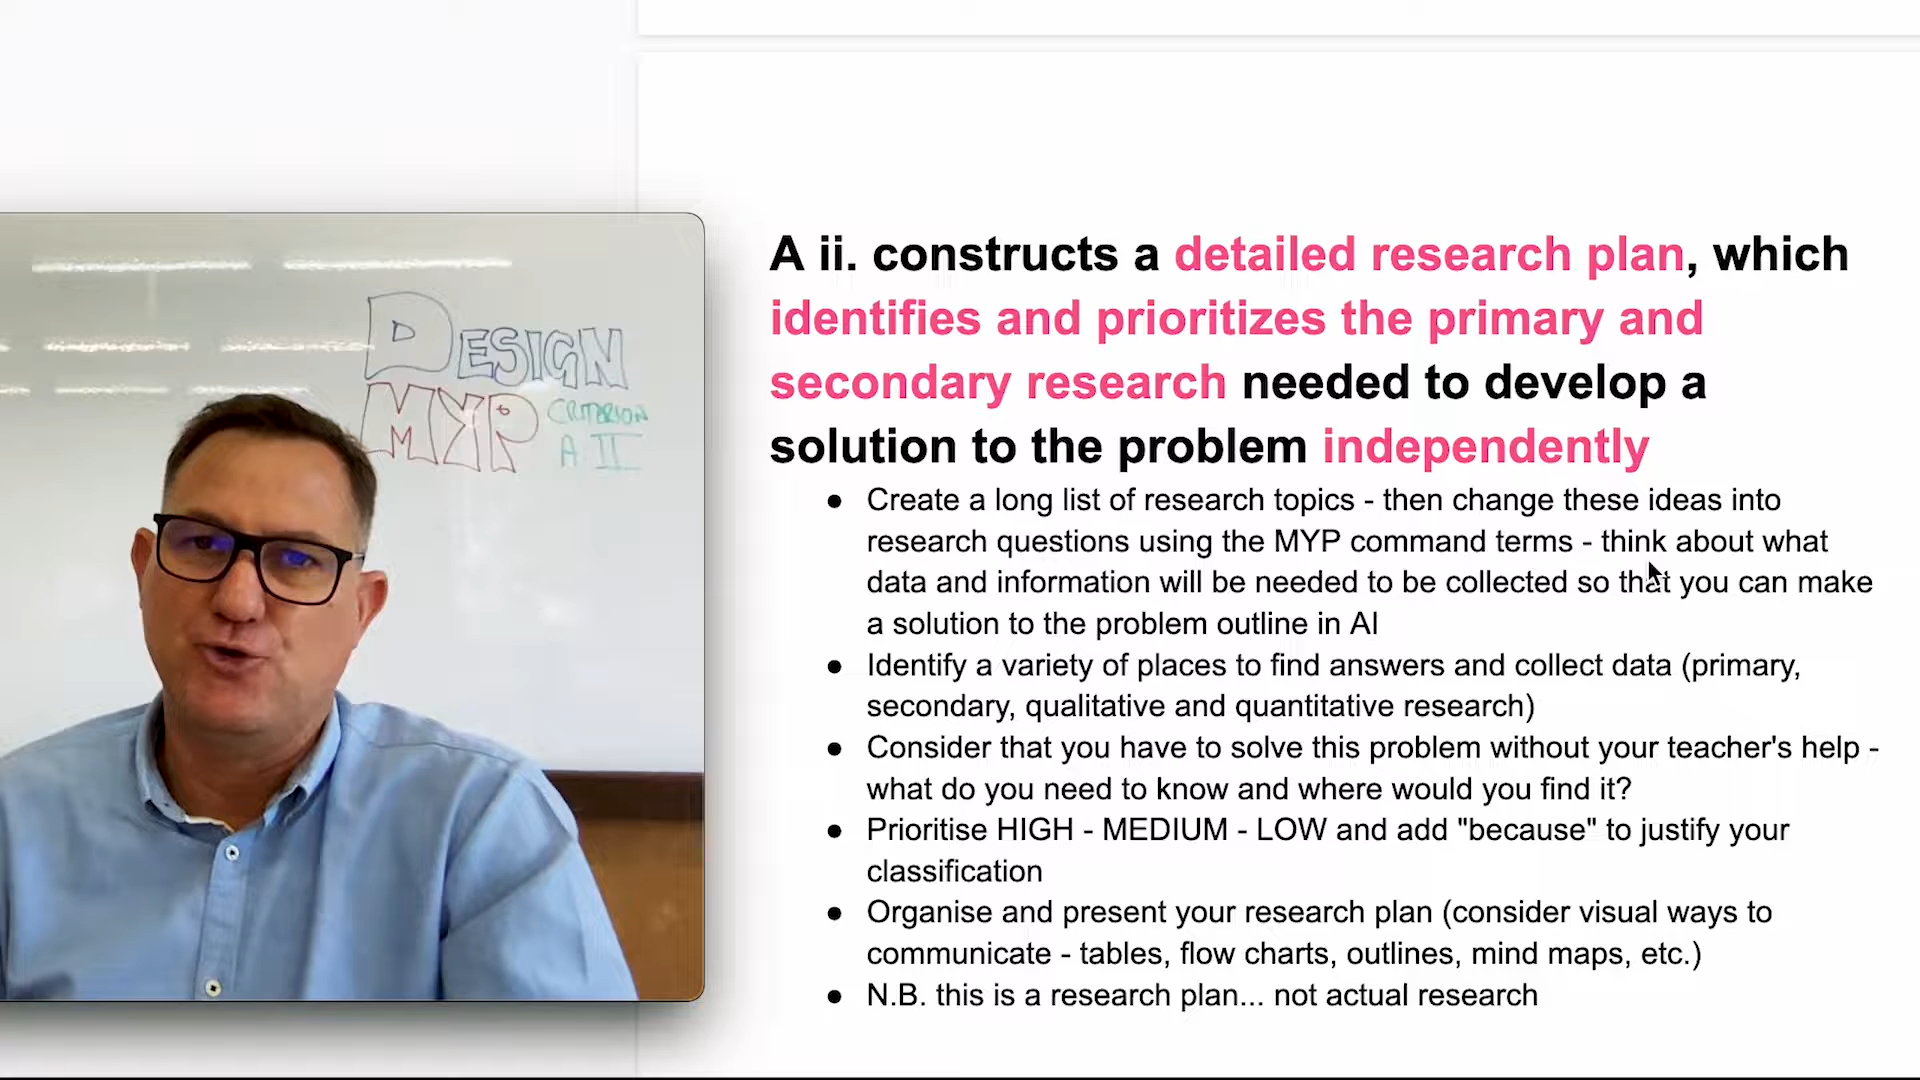 DESIGN
MYP CRITERION
A II
A ii. constructs a detailed research plan, which
identifies and prioritizes the primary and
secondary research needed to develop a
solution to the problem independently
● Create a long list of research topics - then change these ideas into
research questions using the MYP command terms - think about what
data and information will be needed to be collected so that you can make
a solution to the problem outline in AI
● Identify a variety of places to find answers and collect data (primary,
secondary, qualitative and quantitative research)
● Consider that you have to solve this problem without your teacher's help -
what do you need to know and where would you find it?
● Prioritise HIGH - MEDIUM - LOW and add "because" to justify your
classification
● Organise and present your research plan (consider visual ways to
communicate - tables, flow charts, outlines, mind maps, etc.)
● N.B. this is a research plan... not actual research